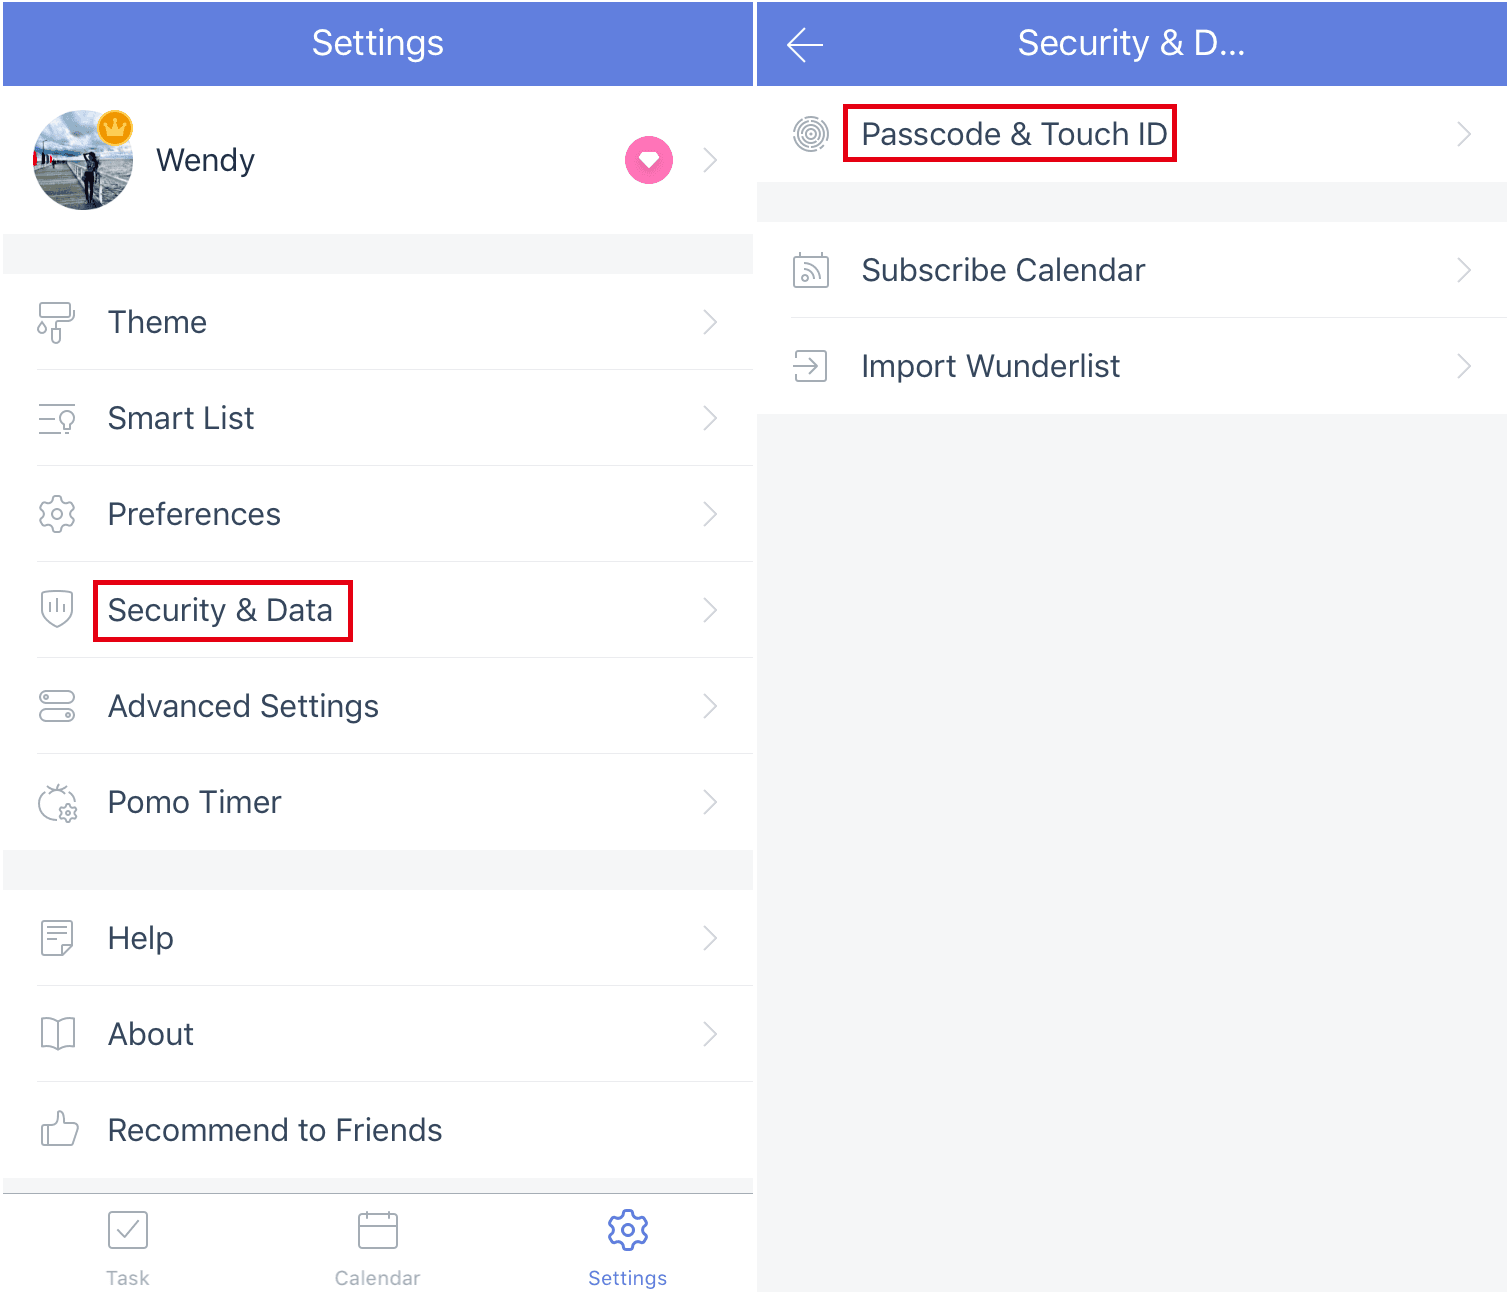 Settings
Wendy
Theme
Smart List
Preferences
Security & Data
Advanced Settings
Pomo Timer
Help
About
Recommend to Friends
Task
Calendar
Settings
Security & D...
Passcode & Touch ID
Subscribe Calendar
Import Wunderlist